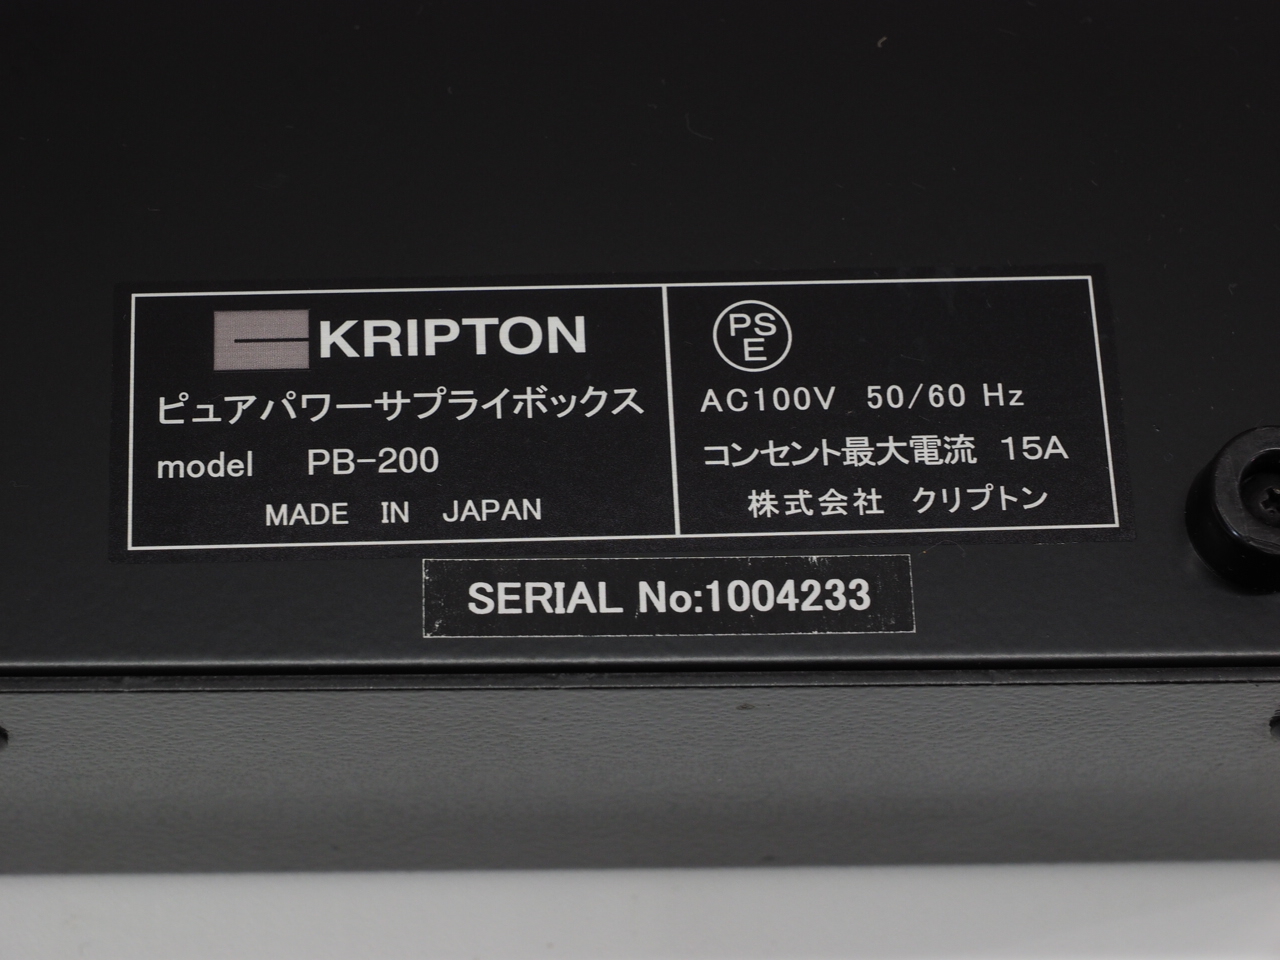 KRIPTON
ピュアパワーサプライボックス
model PB-200
MADE IN JAPAN
PS
E
AC100V 50/60 Hz
コンセント最大電流 15A
株式会社 クリプトン
SERIAL No:1004233